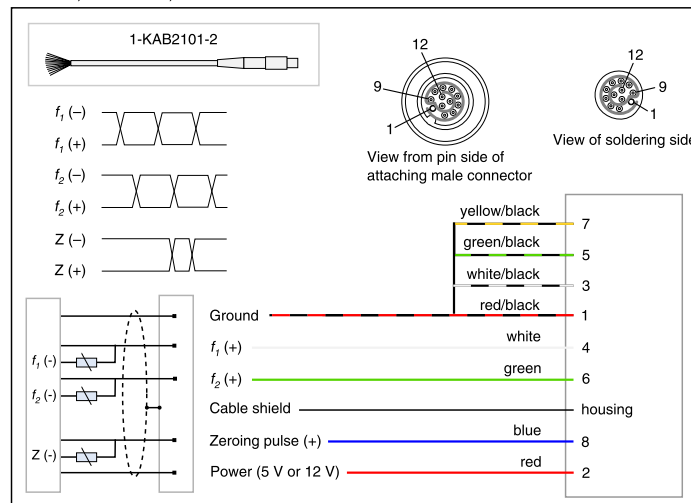 1-KAB2101-2
12
9
1
View from pin side of
attaching male connector
12
9
1
View of soldering side
f1 (–)
f1 (+)
f2 (–)
f2 (+)
Z (–)
Z (+)
yellow/black
7
green/black
5
white/black
3
Ground
red/black
1
f1 (+)
white
4
f2 (+)
green
6
Cable shield
housing
Zeroing pulse (+)
blue
8
Power (5 V or 12 V)
red
2
f1 (-)
f2 (-)
Z (-)